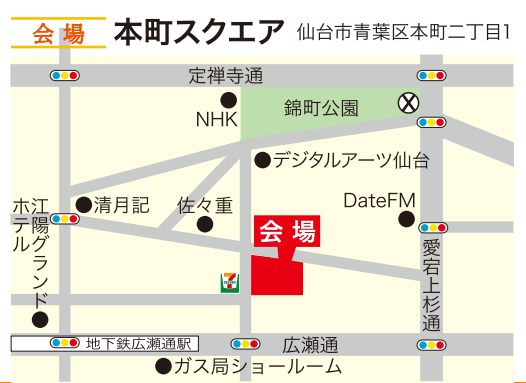 会場
本町スクエア
仙台市青葉区本町二丁目1
定禅寺通
NHK
錦町公園
デジタルアーツ仙台
清月記
佐々重
DateFM
江陽グランド
ホテル
会場
愛宕上杉通
地下鉄広瀬通駅
広瀬通
ガス局ショールーム